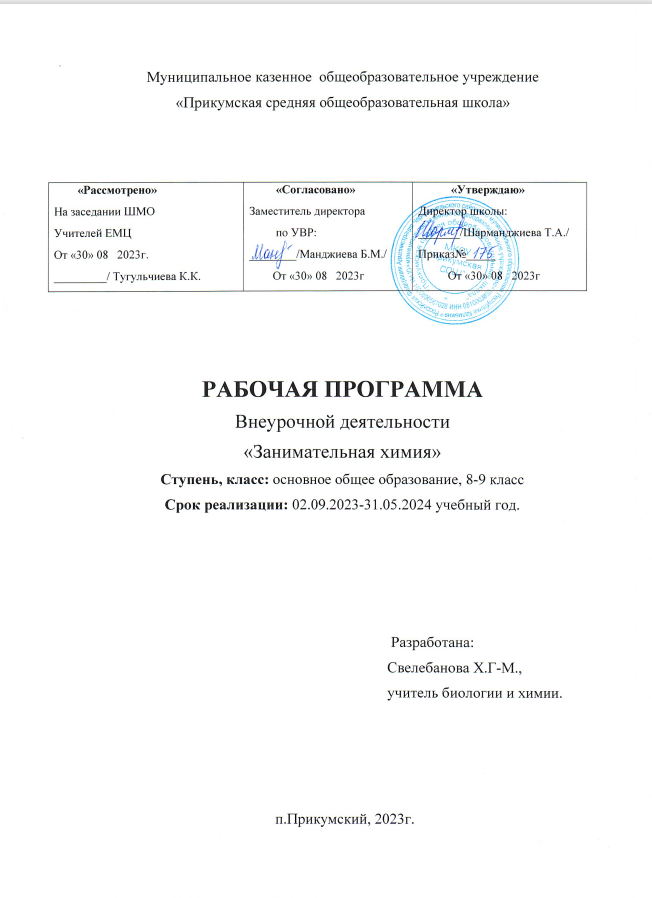 Муниципальное казенное общеобразовательное учреждение
«Прикумская средняя общеобразовательная школа»
«Рассмотрено»
На заседании ШМО
Учителей ЕМЦ
От «30» 08 2023г.
__________/ Тугульчиева К.К.
«Согласовано»
Заместитель директора
по УВР:
/Манджиева Б.М./
От «30» 08 2023г
«Утверждаю»
Директор школы:
/Шарманджиева Т.А./
Приказ№ 176
От «30» 08 2023г
РАБОЧАЯ ПРОГРАММА
Внеурочной деятельности
«Занимательная химия»
Ступень, класс: основное общее образование, 8-9 класс
Срок реализации: 02.09.2023-31.05.2024 учебный год.
Разработана:
Свелебанова Х.Г-М.,
учитель биологии и химии.
п.Прикумский, 2023г.